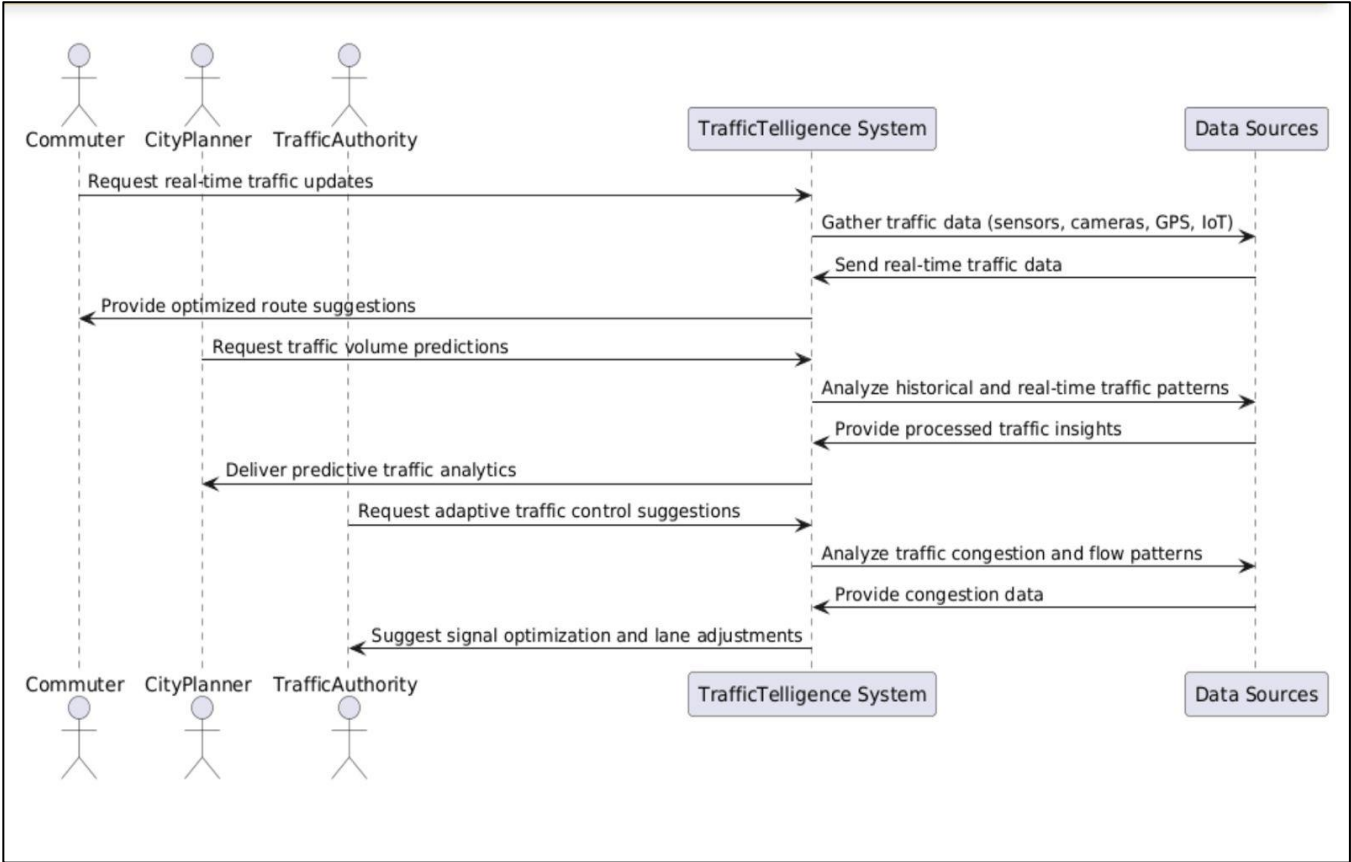 Commuter CityPlanner TrafficAuthority TrafficTelligence System Data Sources
Request real-time traffic updates
Gather traffic data (sensors, cameras, GPS, IoT)
Send real-time traffic data
Provide optimized route suggestions
Request traffic volume predictions
Analyze historical and real-time traffic patterns
Provide processed traffic insights
Deliver predictive traffic analytics
Request adaptive traffic control suggestions
Analyze traffic congestion and flow patterns
Provide congestion data
Suggest signal optimization and lane adjustments
Commuter CityPlanner TrafficAuthority TrafficTelligence System Data Sources